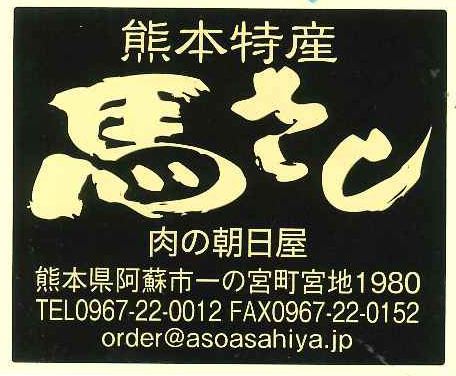 熊本特産
馬さし
肉の朝日屋
熊本県阿蘇市一の宮町宮地1980
TEL0967-22-0012 FAX0967-22-0152
order@asoasahiya.jp